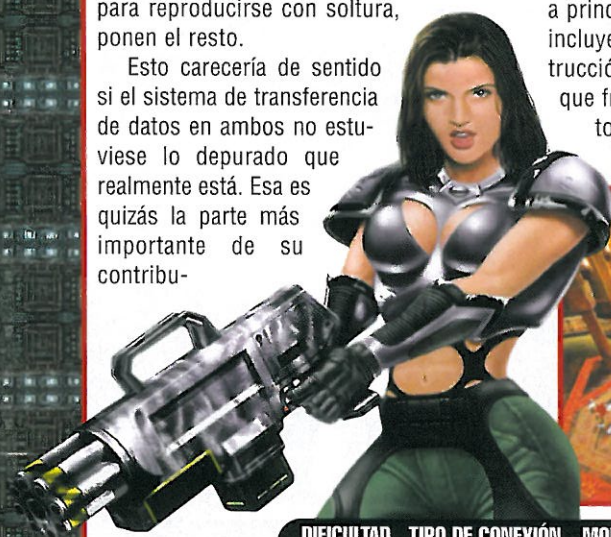 para reproducirse con soltura,
ponen el resto.
Esto carecería de sentido
si el sistema de transferencia
de datos en ambos no estu-
viese lo depurado que
realmente está. Esa es
quizás la parte más
importante de su
contribu-
a princ
incluye
trucció
que f
to
DIFICULTAD TIPO DE CONEXIÓN MO